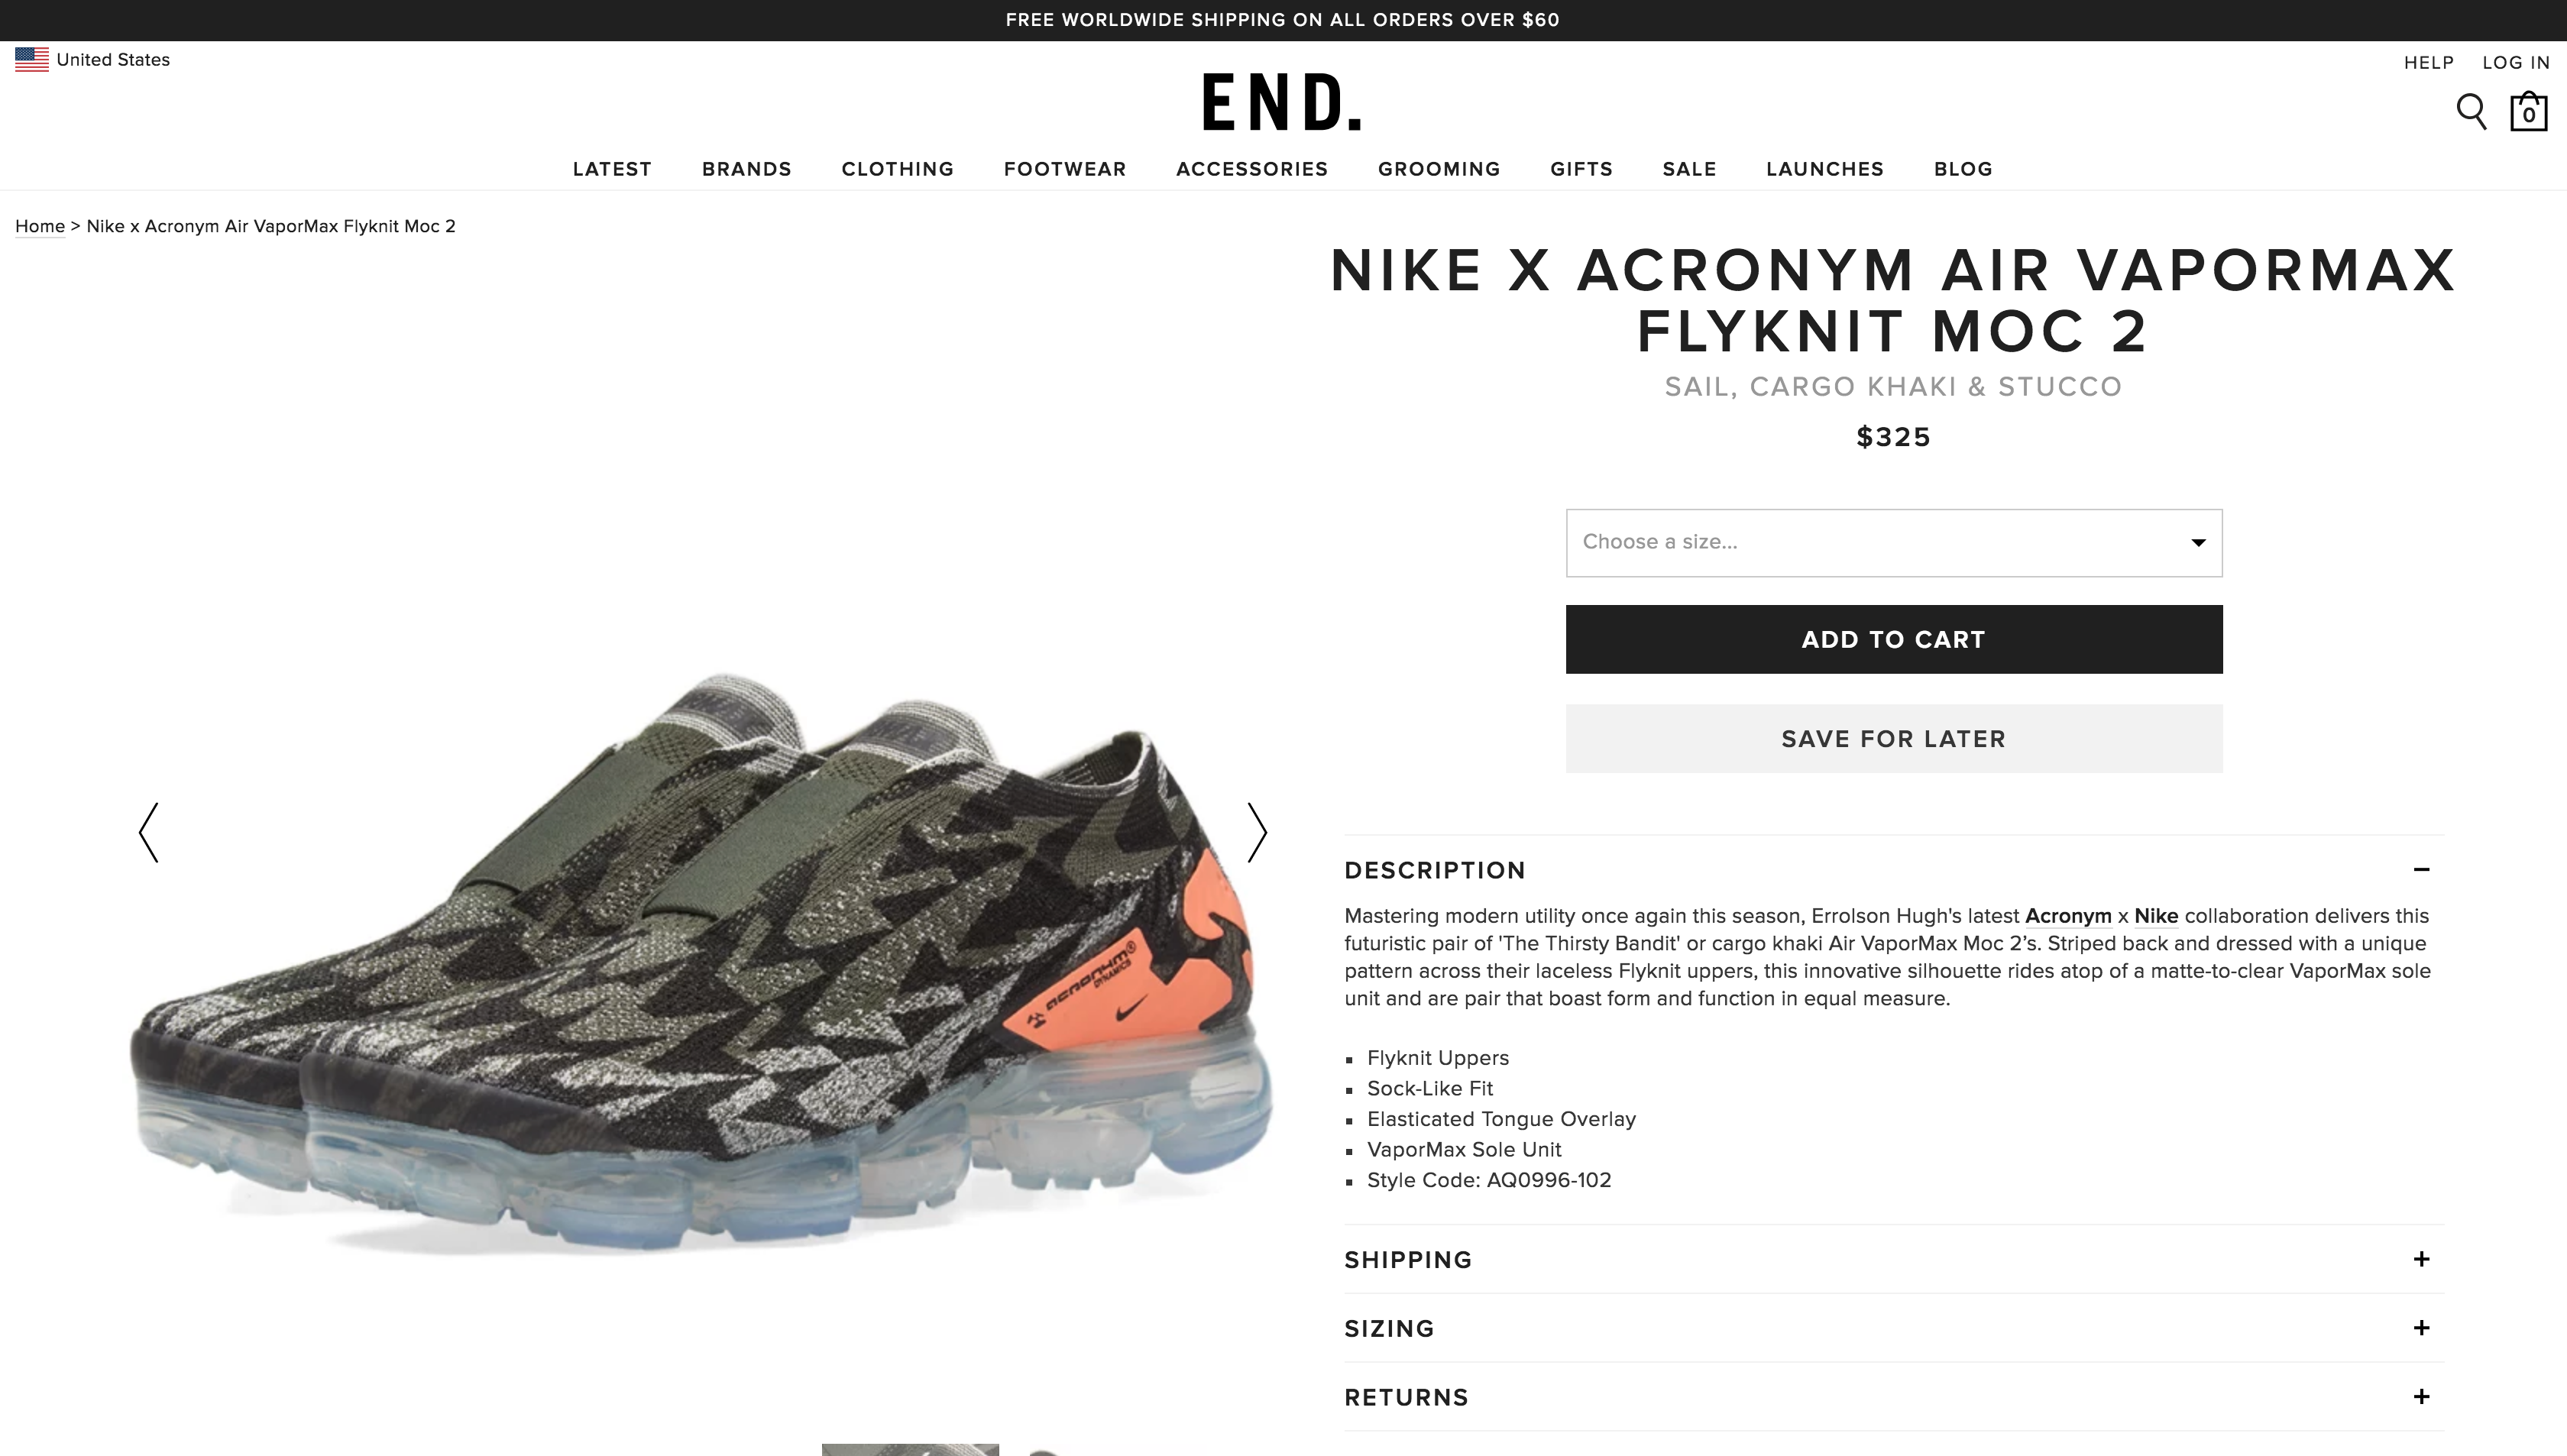 FREE WORLDWIDE SHIPPING ON ALL ORDERS OVER $60
United States
HELP LOG IN
END.
0
LATEST BRANDS CLOTHING FOOTWEAR ACCESSORIES GROOMING GIFTS SALE LAUNCHES BLOG
Home > Nike x Acronym Air VaporMax Flyknit Moc 2
NIKE X ACRONYM AIR VAPORMAX
FLYKNIT MOC 2
SAIL, CARGO KHAKI & STUCCO
$325
Choose a size...
ADD TO CART
SAVE FOR LATER
ACRONYM®
DYNAMICS
DESCRIPTION
Mastering modern utility once again this season, Errolson Hugh's latest Acronym x Nike collaboration delivers this
futuristic pair of 'The Thirsty Bandit' or cargo khaki Air VaporMax Moc 2’s. Striped back and dressed with a unique
pattern across their laceless Flyknit uppers, this innovative silhouette rides atop of a matte-to-clear VaporMax sole
unit and are pair that boast form and function in equal measure.
▪ Flyknit Uppers
▪ Sock-Like Fit
▪ Elasticated Tongue Overlay
▪ VaporMax Sole Unit
▪ Style Code: AQ0996-102
SHIPPING
SIZING
RETURNS